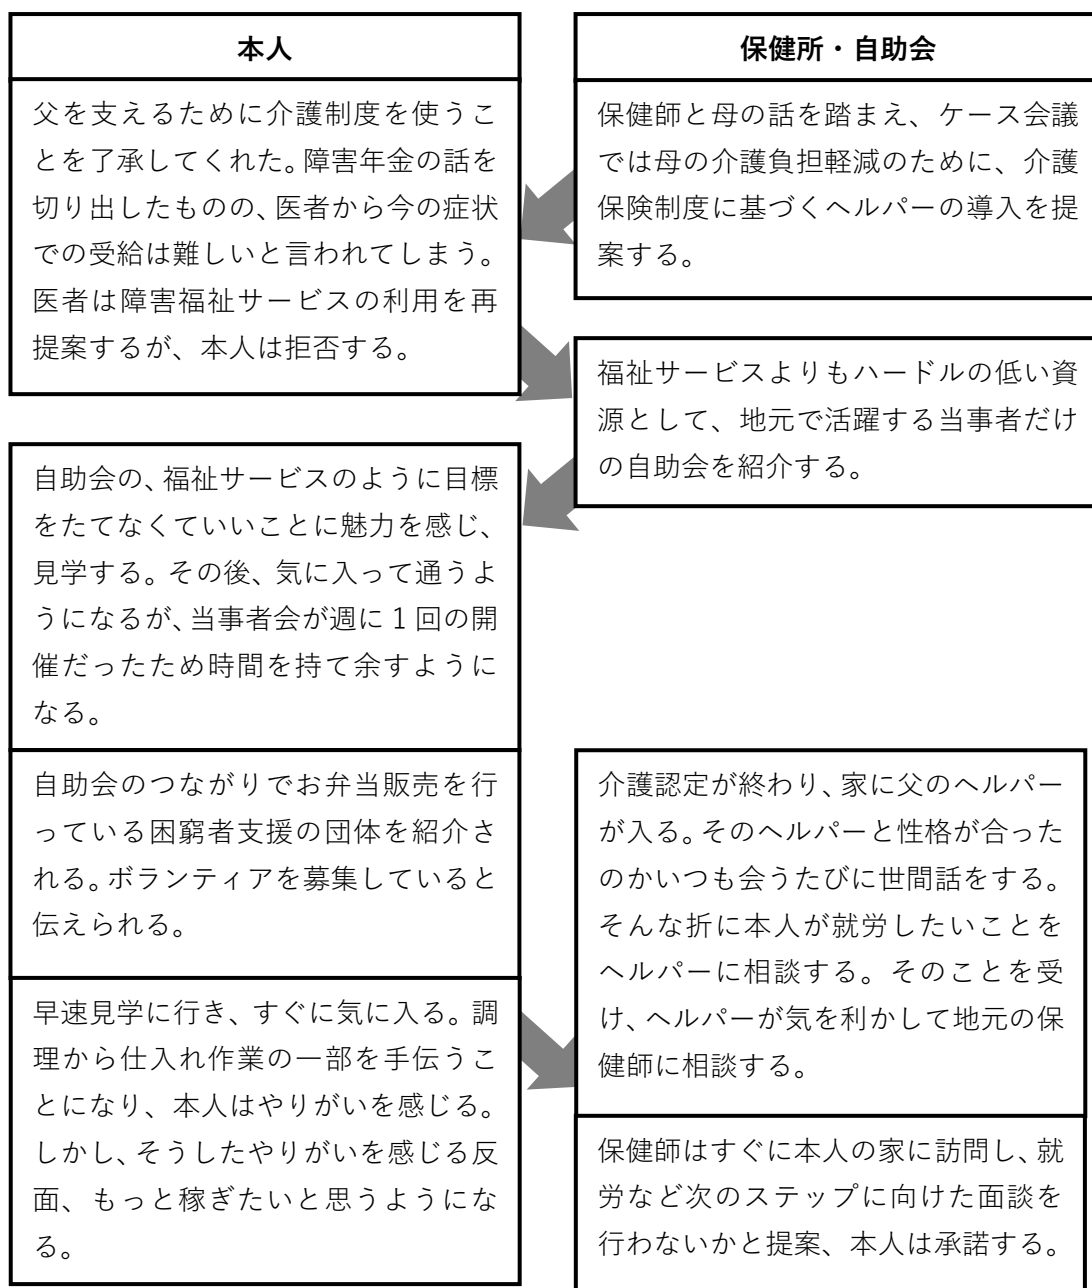 本人
父を支えるために介護制度を使うこ
とを了承してくれた。障害年金の話を
切り出したものの、医者から今の症状
での受給は難しいと言われてしまう。
医者は障害福祉サービスの利用を再
提案するが、本人は拒否する。
保健所・自助会
保健師と母の話を踏まえ、ケース会議
では母の介護負担軽減のために、介護
保険制度に基づくヘルパーの導入を提
案する。
福祉サービスよりもハードルの低い資
源として、地元で活躍する当事者だけ
の自助会を紹介する。
自助会の、福祉サービスのように目標
をたてなくていいことに魅力を感じ、
見学する。その後、気に入って通うよ
うになるが、当事者会が週に1回の開
催だったため時間を持て余すように
なる。
自助会のつながりでお弁当販売を行
っている困窮者支援の団体を紹介さ
れる。ボランティアを募集していると
伝えられる。
早速見学に行き、すぐに気に入る。調
理から仕入れ作業の一部を手伝うこ
とになり、本人はやりがいを感じる。
しかし、そうしたやりがいを感じる反
面、もっと稼ぎたいと思うようにな
る。
介護認定が終わり、家に父のヘルパー
が入る。そのヘルパーと性格が合った
のかいつも会うたびに世間話をする。
そんな折に本人が就労したいことを
ヘルパーに相談する。そのことを受
け、ヘルパーが気を利かして地元の保
健師に相談する。
保健師はすぐに本人の家に訪問し、就
労など次のステップに向けた面談を
行わないかと提案、本人は承諾する。